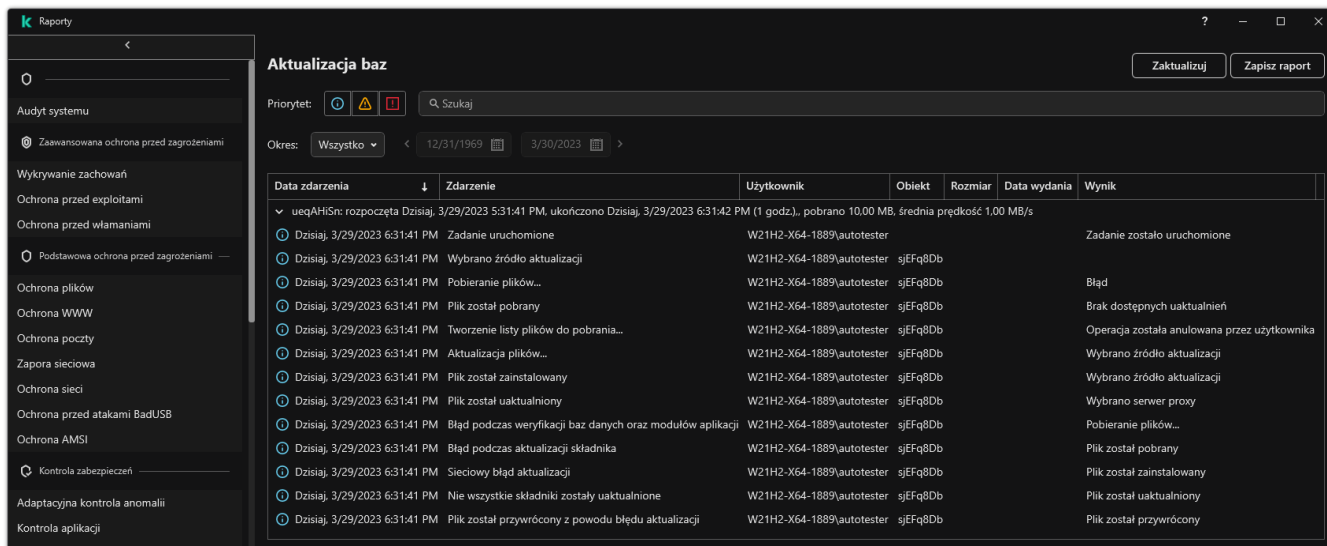 Raporty
?
Audyt systemu
Zaawansowana ochrona przed zagrożeniami
Wykrywanie zachowań
Ochrona przed exploitami
Ochrona przed włamaniami
Podstawowa ochrona przed zagrożeniami
Ochrona plików
Ochrona WWW
Ochrona poczty
Zapora sieciowa
Ochrona sieci
Ochrona przed atakami BadUSB
Ochrona AMSI
Kontrola zabezpieczeń
Adaptacyjna kontrola anomalii
Kontrola aplikacji
Aktualizacja baz
Zaktualizuj Zapisz raport
Priorytet: Szukaj
Okres: Wszystko 12/31/1969 3/30/2023
Data zdarzenia Zdarzenie Użytkownik Obiekt Rozmiar Data wydania Wynik
ueqAHiSn: rozpoczęta Dzisiaj, 3/29/2023 5:31:41 PM, ukończono Dzisiaj, 3/29/2023 6:31:42 PM (1 godz.),, pobrano 10,00 MB, średnia prędkość 1,00 MB/s
Dzisiaj, 3/29/2023 6:31:41 PM Zadanie uruchomione W21H2-X64-1889\autotester Zadanie zostało uruchomione
Dzisiaj, 3/29/2023 6:31:41 PM Wybrano źródło aktualizacji W21H2-X64-1889\autotester sjEFq8Db
Dzisiaj, 3/29/2023 6:31:41 PM Pobieranie plików... W21H2-X64-1889\autotester sjEFq8Db Błąd
Dzisiaj, 3/29/2023 6:31:41 PM Plik został pobrany W21H2-X64-1889\autotester sjEFq8Db Brak dostępnych uaktualnień
Dzisiaj, 3/29/2023 6:31:41 PM Tworzenie listy plików do pobrania... W21H2-X64-1889\autotester sjEFq8Db Operacja została anulowana przez użytkownika
Dzisiaj, 3/29/2023 6:31:41 PM Aktualizacja plików... W21H2-X64-1889\autotester sjEFq8Db Wybrano źródło aktualizacji
Dzisiaj, 3/29/2023 6:31:41 PM Plik został zainstalowany W21H2-X64-1889\autotester sjEFq8Db Wybrano źródło aktualizacji
Dzisiaj, 3/29/2023 6:31:41 PM Plik został uaktualniony W21H2-X64-1889\autotester sjEFq8Db Wybrano serwer proxy
Dzisiaj, 3/29/2023 6:31:41 PM Błąd podczas weryfikacji baz danych oraz modułów aplikacji W21H2-X64-1889\autotester sjEFq8Db Pobieranie plików...
Dzisiaj, 3/29/2023 6:31:41 PM Błąd podczas aktualizacji składnika W21H2-X64-1889\autotester sjEFq8Db Plik został pobrany
Dzisiaj, 3/29/2023 6:31:41 PM Sieciowy błąd aktualizacji W21H2-X64-1889\autotester sjEFq8Db Plik został zainstalowany
Dzisiaj, 3/29/2023 6:31:41 PM Nie wszystkie składniki zostały uaktualnione W21H2-X64-1889\autotester sjEFq8Db Plik został uaktualniony
Dzisiaj, 3/29/2023 6:31:41 PM Plik został przywrócony z powodu błędu aktualizacji W21H2-X64-1889\autotester sjEFq8Db Plik został przywrócony